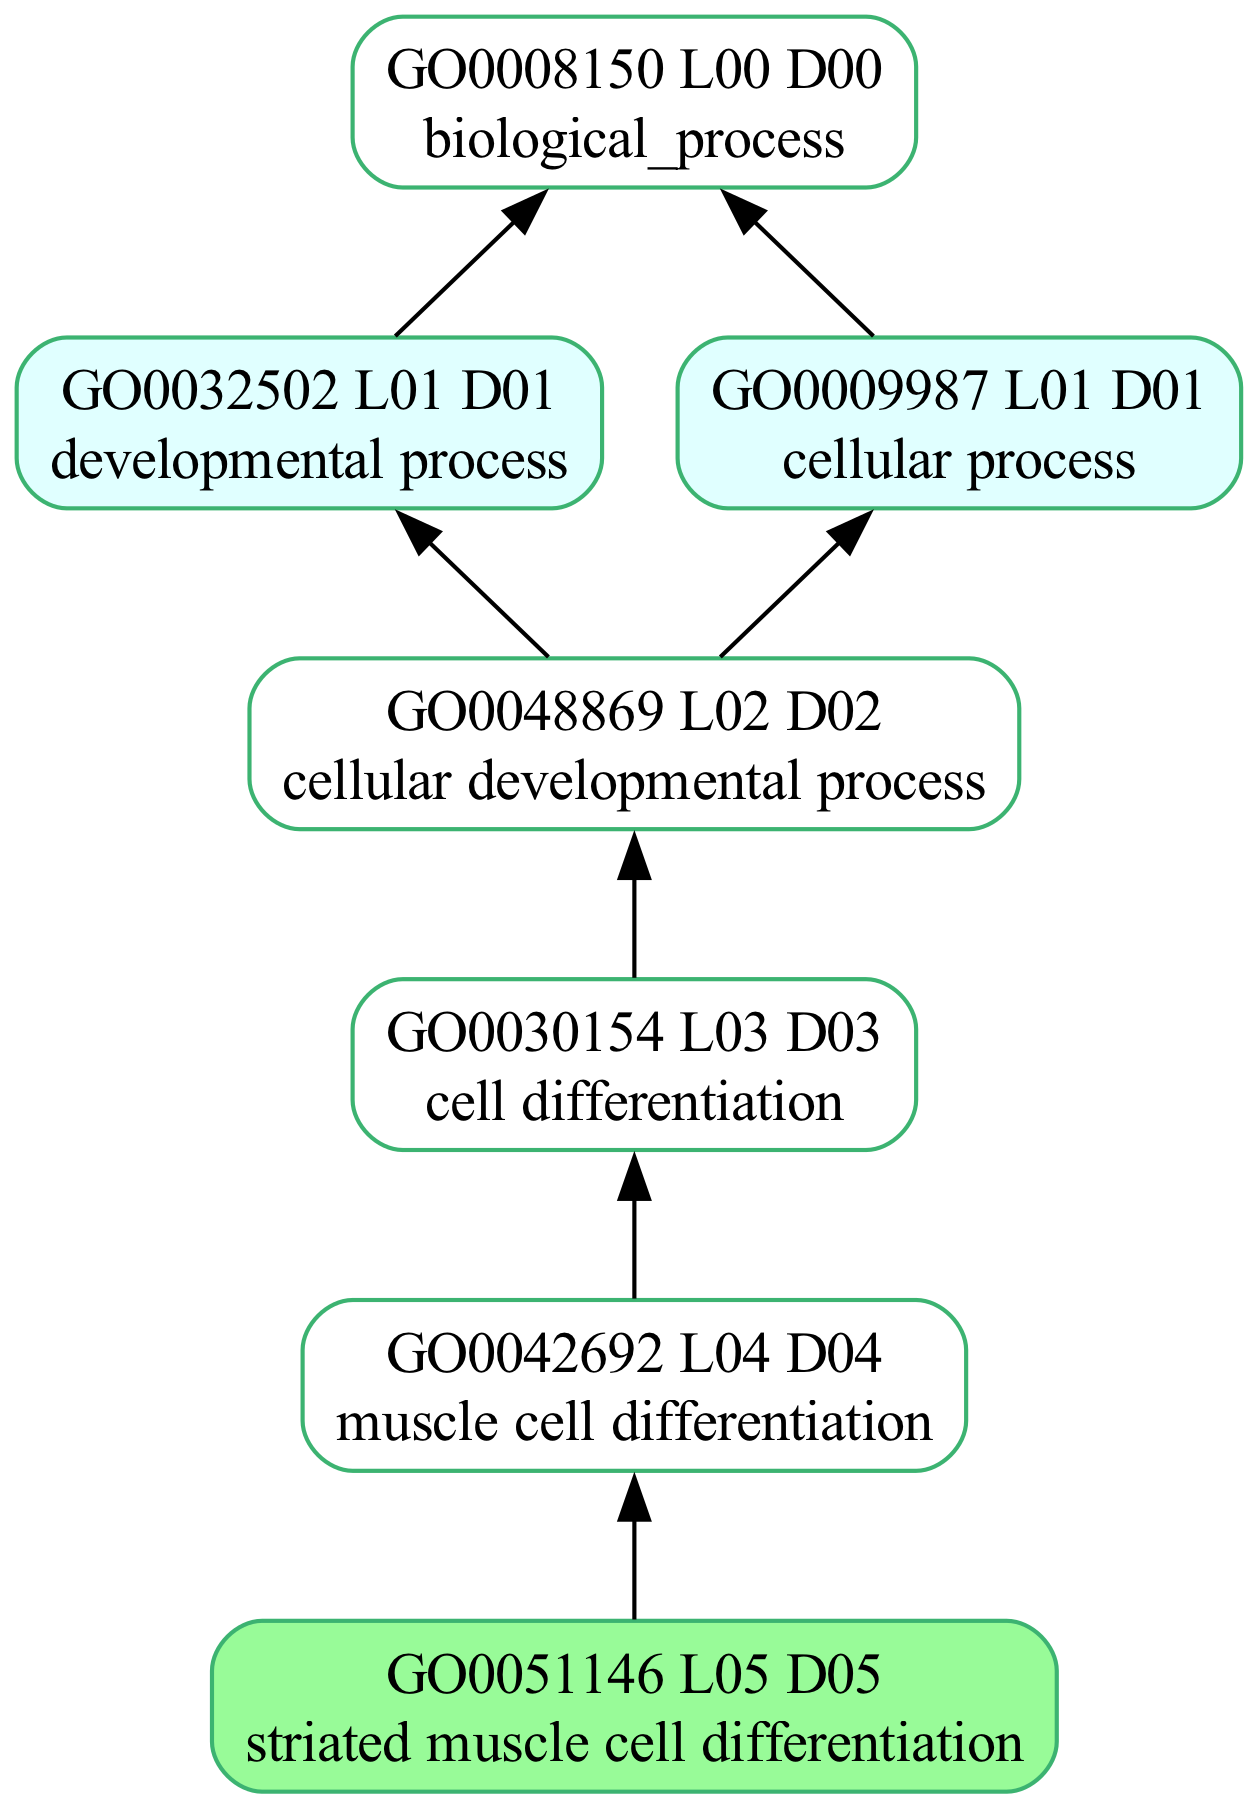 GO0008150 L00 D00
biological_process
GO0032502 L01 D01
developmental process
GO0009987 L01 D01
cellular process
GO0048869 L02 D02
cellular developmental process
GO0030154 L03 D03
cell differentiation
GO0042692 L04 D04
muscle cell differentiation
GO0051146 L05 D05
striated muscle cell differentiation